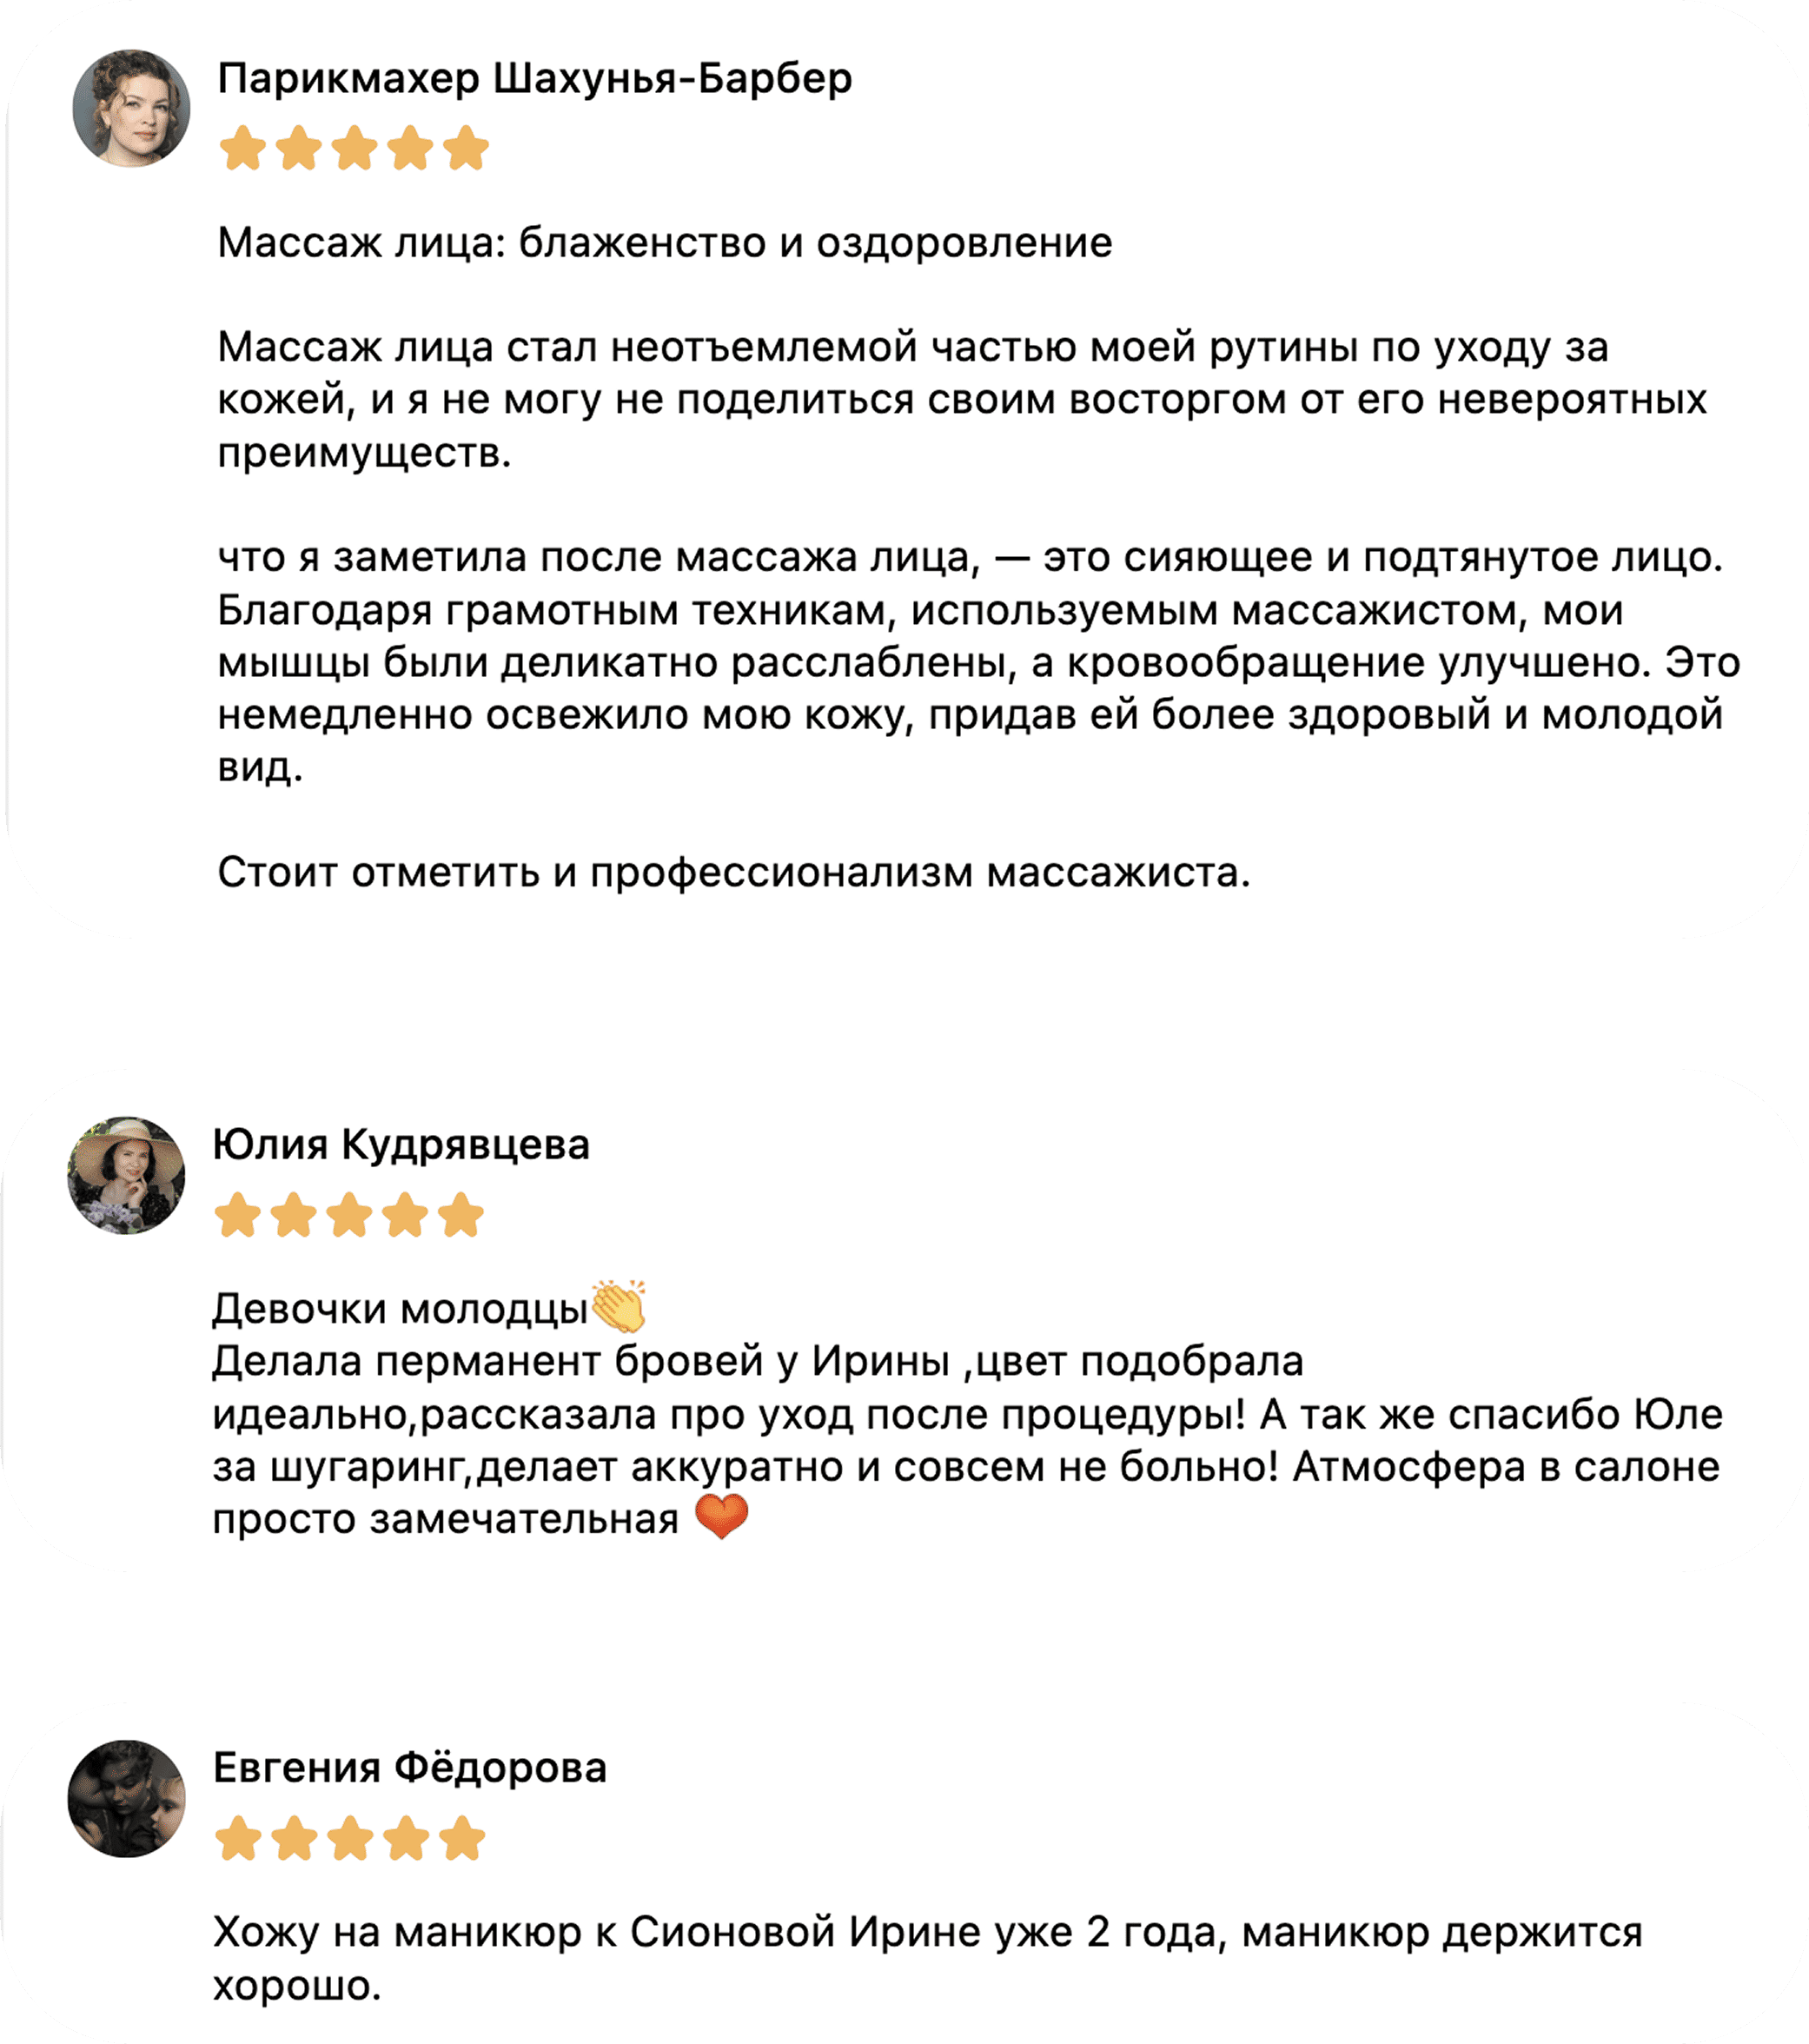 Парикмахер Шахунья-Барбер
Массаж лица: блаженство и оздоровление
Массаж лица стал неотъемлемой частью моей рутины по уходу за
кожей, и я не могу не поделиться своим восторгом от его невероятных
преимуществ.
что я заметила после массажа лица, — это сияющее и подтянутое лицо.
Благодаря грамотным техникам, используемым массажистом, мои
мышцы были деликатно расслаблены, а кровообращение улучшено. Это
немедленно освежило мою кожу, придав ей более здоровый и молодой
вид.
Стоит отметить и профессионализм массажиста.
Юлия Кудрявцева
Девочки молодцы👏
Делала перманент бровей у Ирины ,цвет подобрала
идеально,рассказала про уход после процедуры! А так же спасибо Юле
за шугаринг,делает аккуратно и совсем не больно! Атмосфера в салоне
просто замечательная ❤️
Евгения Фёдорова
Хожу на маникюр к Сионовой Ирине уже 2 года, маникюр держится
хорошо.